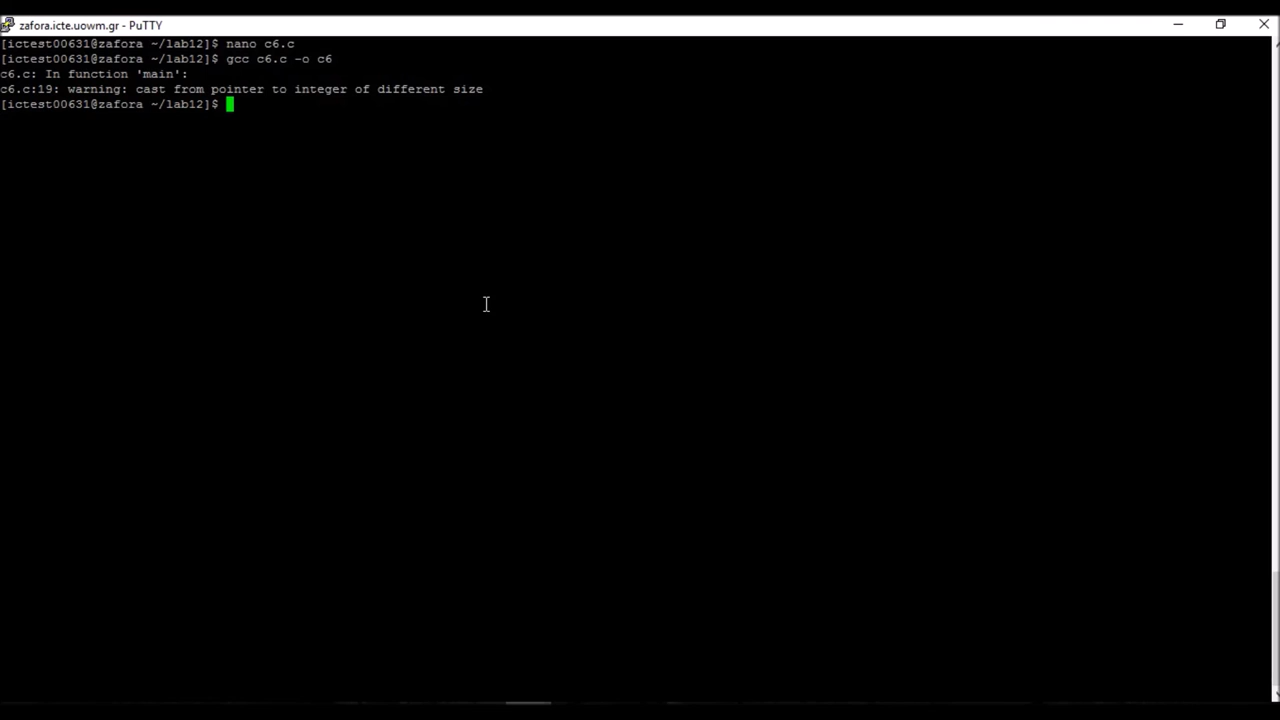 zafora.icte.uowm.gr - PuTTY
[ictest00631@zafora ~/lab12]$ nano c6.c
[ictest00631@zafora ~/lab12]$ gcc c6.c -o c6
c6.c: In function 'main':
c6.c:19: warning: cast from pointer to integer of different size
[ictest00631@zafora ~/lab12]$